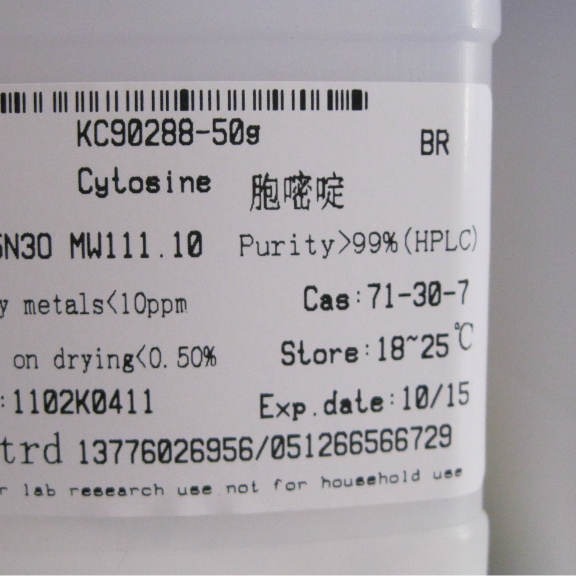 KC90288-50g
BR
Cytosine 胞嘧啶
5N3O MW111.10 Purity>99%(HPLC)
y metals<10ppm Cas:71-30-7
on drying<0.50% Store:18~25℃
:1102K0411 Exp.date:10/15
trd 13776026956/051266566729
r lab research use not for household use